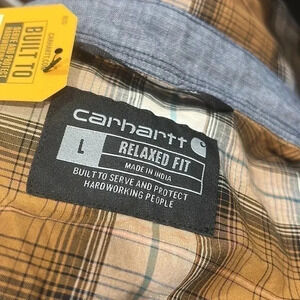 BUILT TO
carhartt
L
RELAXED FIT
MADE IN INDIA
BUILT TO SERVE AND PROTECT
HARDWORKING PEOPLE